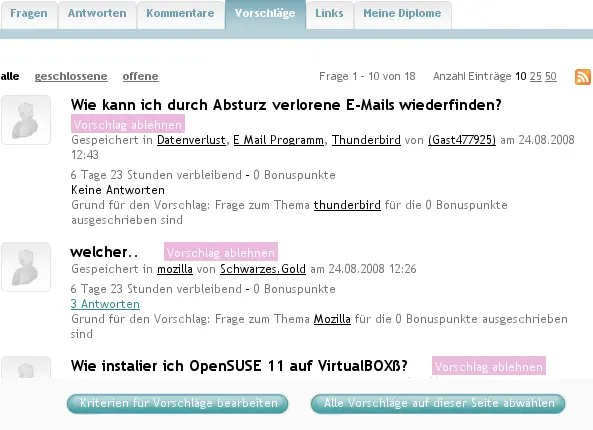 Fragen Antworten Kommentare Vorschläge Links Meine Diplome
alle geschlossene offene Frage 1 - 10 von 18 Anzahl Einträge 10 25 50
Wie kann ich durch Absturz verlorene E-Mails wiederfinden?
Vorschlag ablehnen
Gespeichert in Datenverlust, E Mail Programm, Thunderbird von (Gast477925) am 24.08.2008
12:43
6 Tage 23 Stunden verbleibend - 0 Bonuspunkte
Keine Antworten
Grund für den Vorschlag: Frage zum Thema thunderbird für die 0 Bonuspunkte
ausgeschrieben sind
welcher.. Vorschlag ablehnen
Gespeichert in mozilla von Schwarzes.Gold am 24.08.2008 12:26
6 Tage 23 Stunden verbleibend - 0 Bonuspunkte
3 Antworten
Grund für den Vorschlag: Frage zum Thema Mozilla für die 0 Bonuspunkte ausgeschrieben
sind
Wie instalier ich OpenSUSE 11 auf VirtualBOXß? Vorschlag ablehnen
Kriterien für Vorschläge bearbeiten Alle Vorschläge auf dieser Seite abwählen